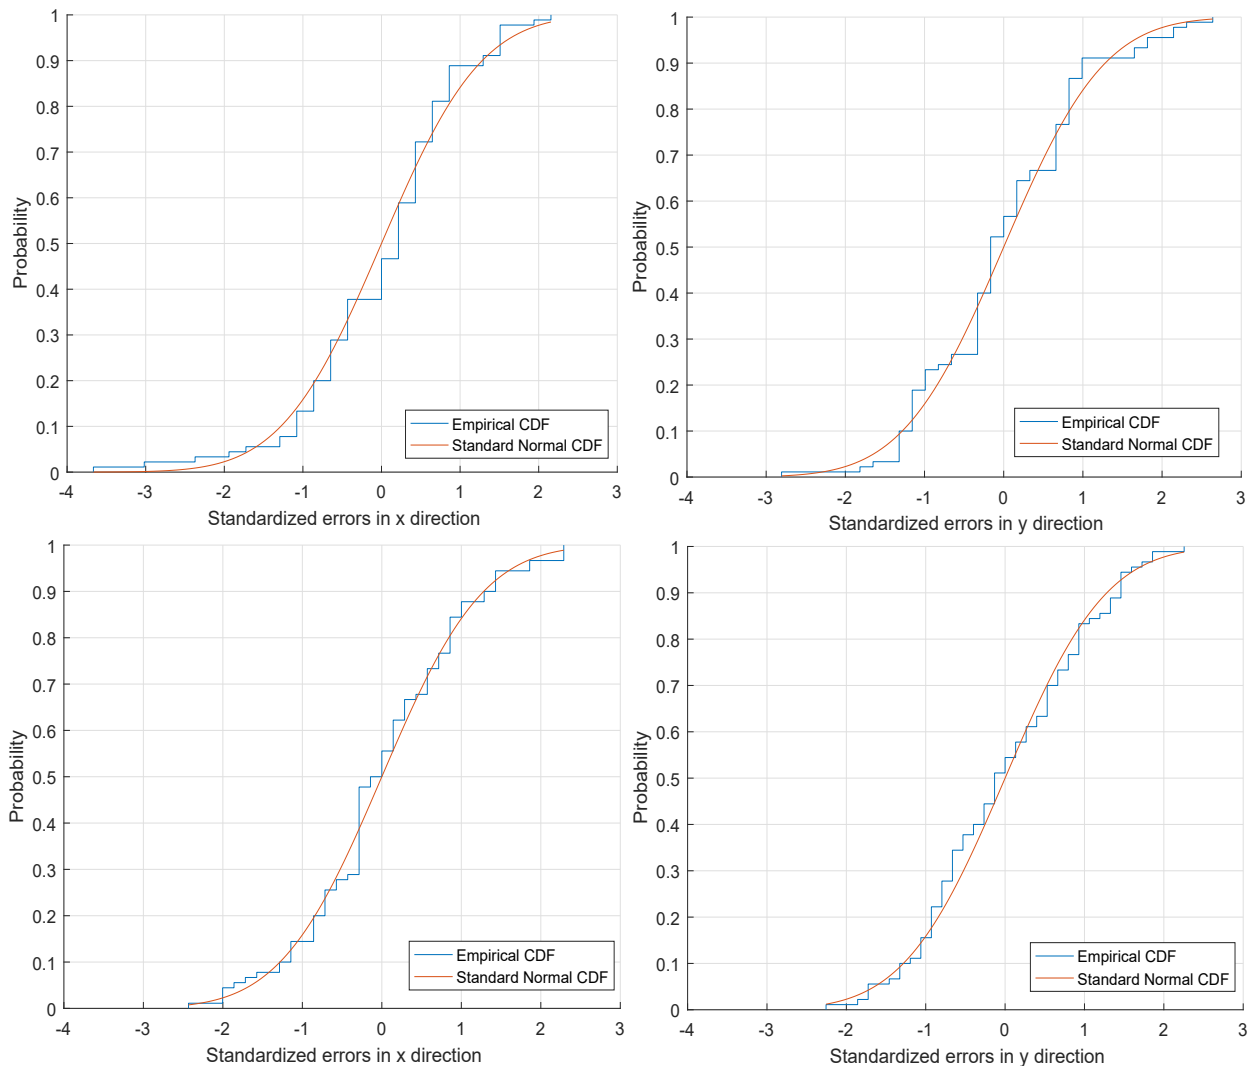 1
0.9
0.8
0.7
0.6
0.5
0.4
0.3
0.2
0.1
0
Probability
-4 -3 -2 -1 0 1 2 3
Standardized errors in x direction
Empirical CDF
Standard Normal CDF
1
0.9
0.8
0.7
0.6
0.5
0.4
0.3
0.2
0.1
0
Probability
-4 -3 -2 -1 0 1 2 3
Standardized errors in y direction
Empirical CDF
Standard Normal CDF
1
0.9
0.8
0.7
0.6
0.5
0.4
0.3
0.2
0.1
0
Probability
-4 -3 -2 -1 0 1 2 3
Standardized errors in x direction
Empirical CDF
Standard Normal CDF
1
0.9
0.8
0.7
0.6
0.5
0.4
0.3
0.2
0.1
0
Probability
-4 -3 -2 -1 0 1 2 3
Standardized errors in y direction
Empirical CDF
Standard Normal CDF